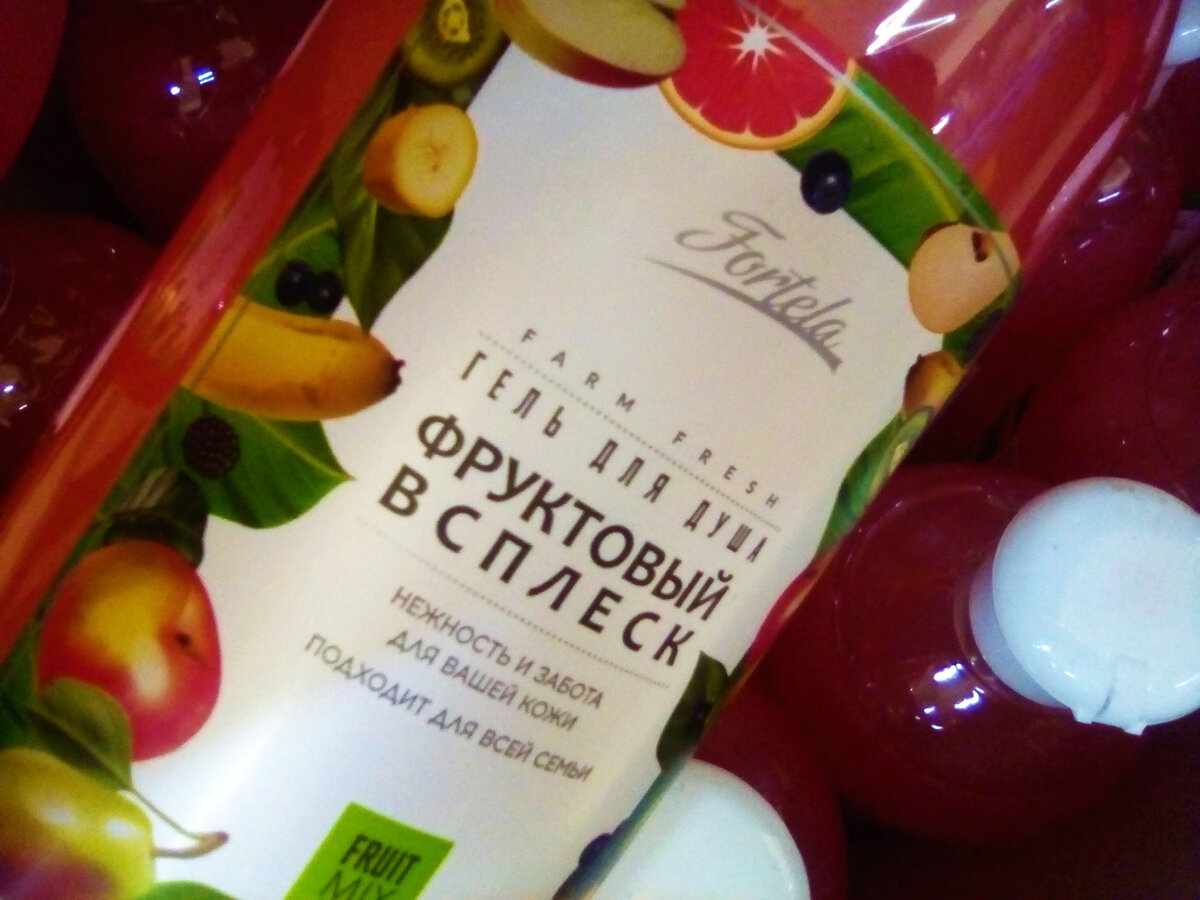 Fortela
FARM FRESH
ГЕЛЬ ДЛЯ ДУША
ФРУКТОВЫЙ
ВСПЛЕСК
НЕЖНОСТЬ И ЗАБОТА
ДЛЯ ВАШЕЙ КОЖИ
ПОДХОДИТ ДЛЯ ВСЕЙ СЕМЬИ
FRUIT
MIX